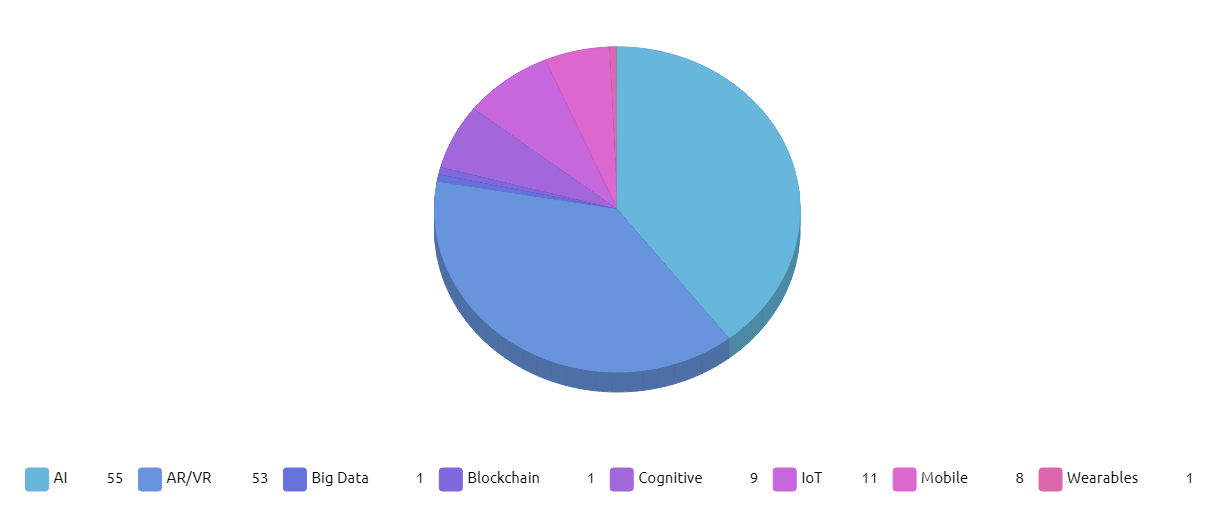 AI 55 AR/VR 53 Big Data 1 Blockchain 1 Cognitive 9 IoT 11 Mobile 8 Wearables 1